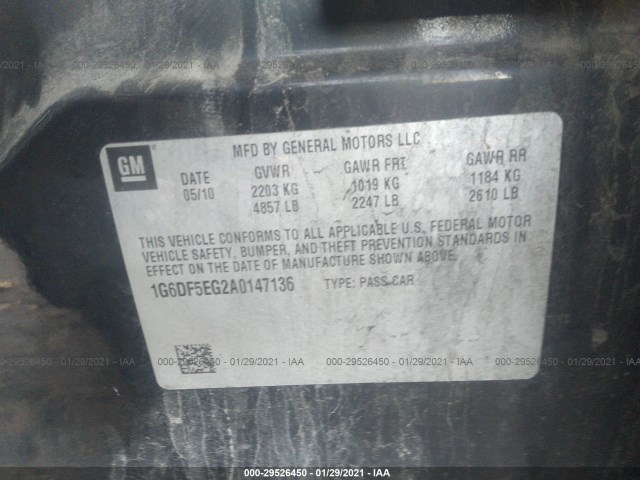 000-29526450 - 01/29/2021 - IAA
GM
MFD BY GENERAL MOTORS LLC
DATE GVWR GAWR FRT GAWR RR
05/10 2203 KG 1019 KG 1184 KG
4857 LB 2247 LB 2610 LB
THIS VEHICLE CONFORMS TO ALL APPLICABLE U.S. FEDERAL MOTOR
VEHICLE SAFETY, BUMPER, AND THEFT PREVENTION STANDARDS IN
EFFECT ON THE DATE OF MANUFACTURE SHOWN ABOVE.
1G6DF5EG2A0147136 TYPE: PASS CAR
000-29526450 - 01/29/2021 - IAA
000-29526450 - 01/29/2021 - IAA